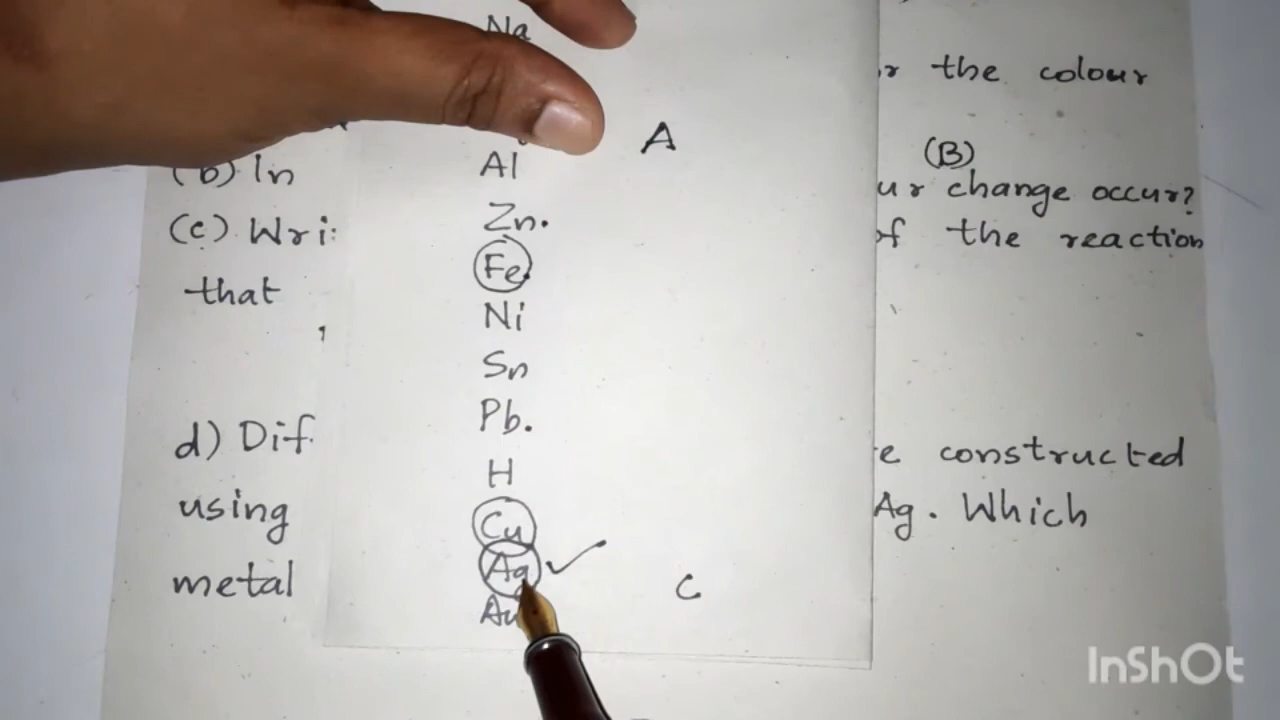 Na
r the colour
A
(B)
(b) In Al ur change occur?
(c) Wri Zn. of the reaction
that Fe
Ni
Sn
Pb.
d) Dif e constructed
H
using Cu Ag. Which
metal Ag C
Au
InShOt